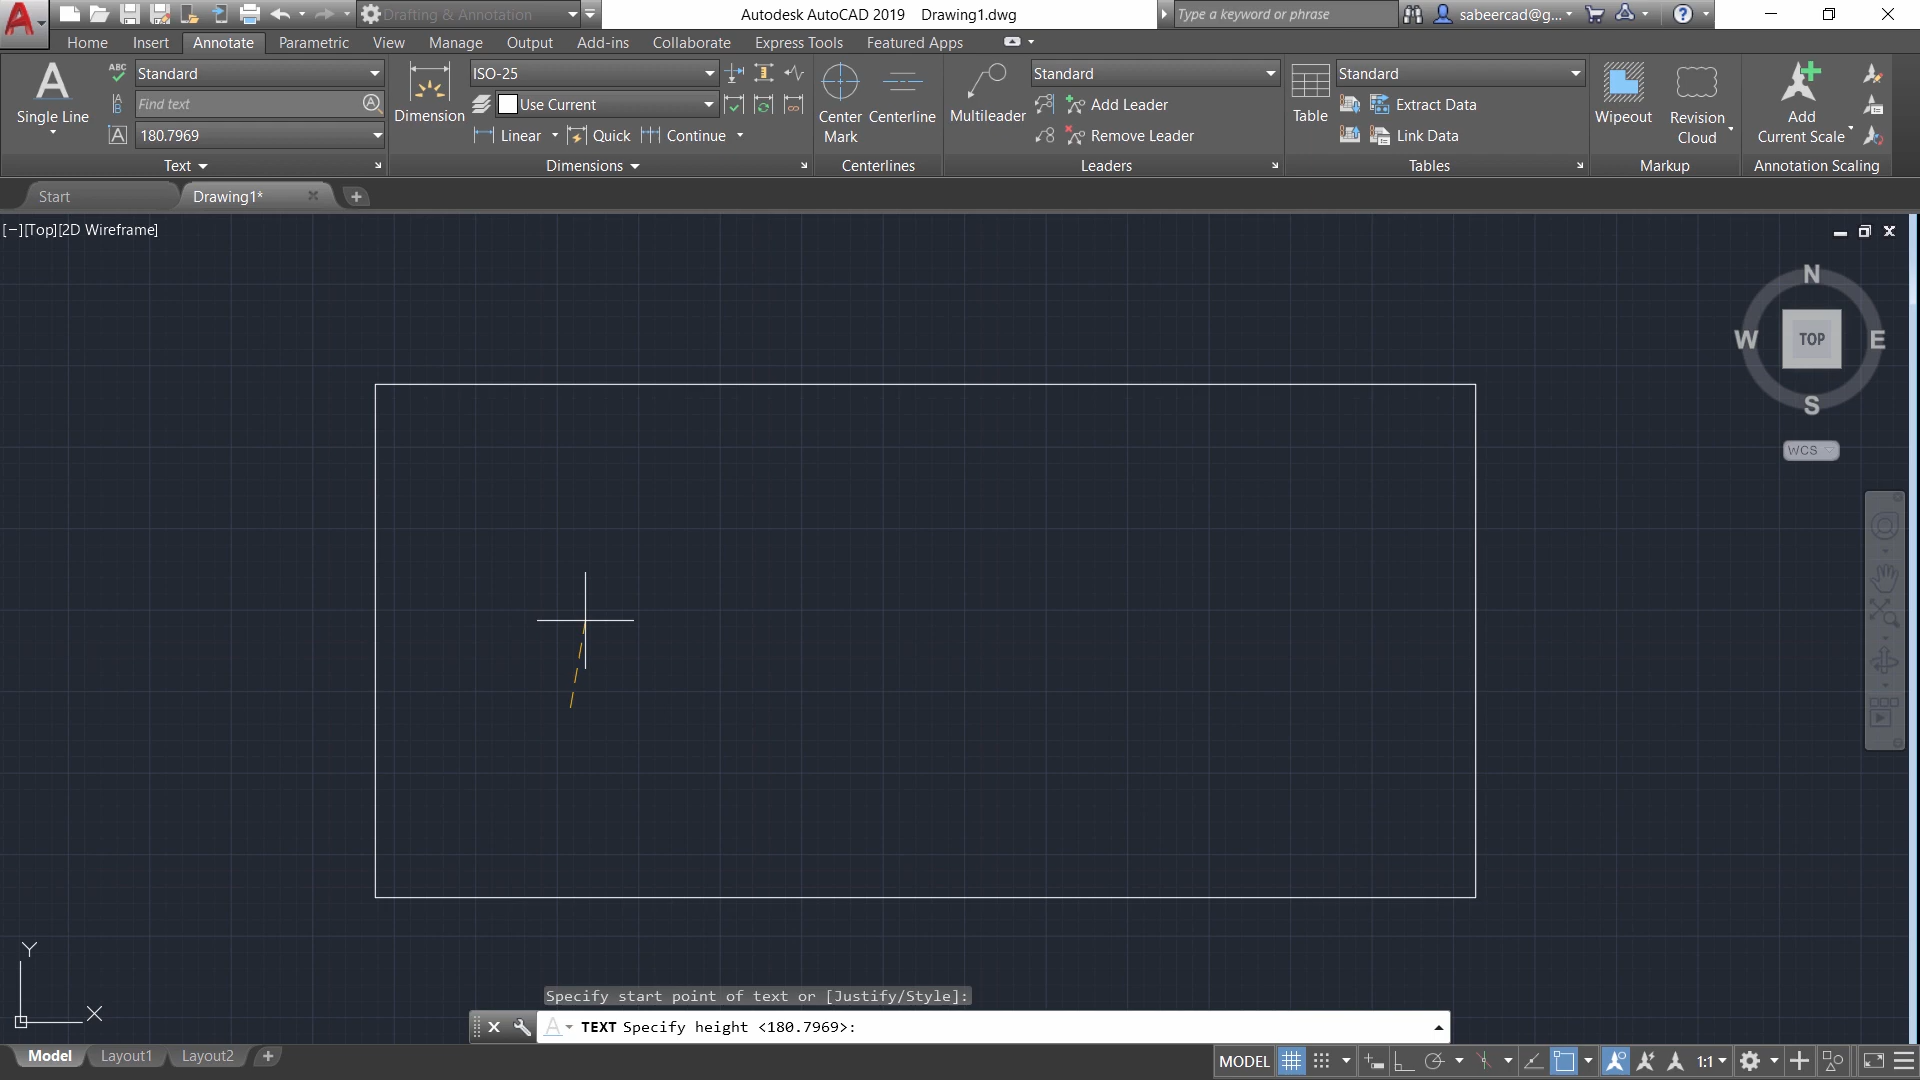 Drafting & Annotation
Autodesk AutoCAD 2019 Drawing1.dwg
Type a keyword or phrase
sabeercad@g...
Home Insert Annotate Parametric View Manage Output Add-ins Collaborate Express Tools Featured Apps
Single Line
ABC
Standard
Find text
180.7969
Text
Dimension
ISO-25
Use Current
Linear Quick Continue
Dimensions
Center Mark
Centerline
Centerlines
Multileader
Standard
Add Leader
Remove Leader
Leaders
Table
Standard
Extract Data
Link Data
Tables
Wipeout
Revision Cloud
Markup
Add
Current Scale
Annotation Scaling
Start Drawing1*
[−][Top][2D Wireframe]
N
W TOP E
S
WCS
Y
X
Specify start point of text or [Justify/Style]:
TEXT Specify height <180.7969>:
Model Layout1 Layout2
MODEL 1:1